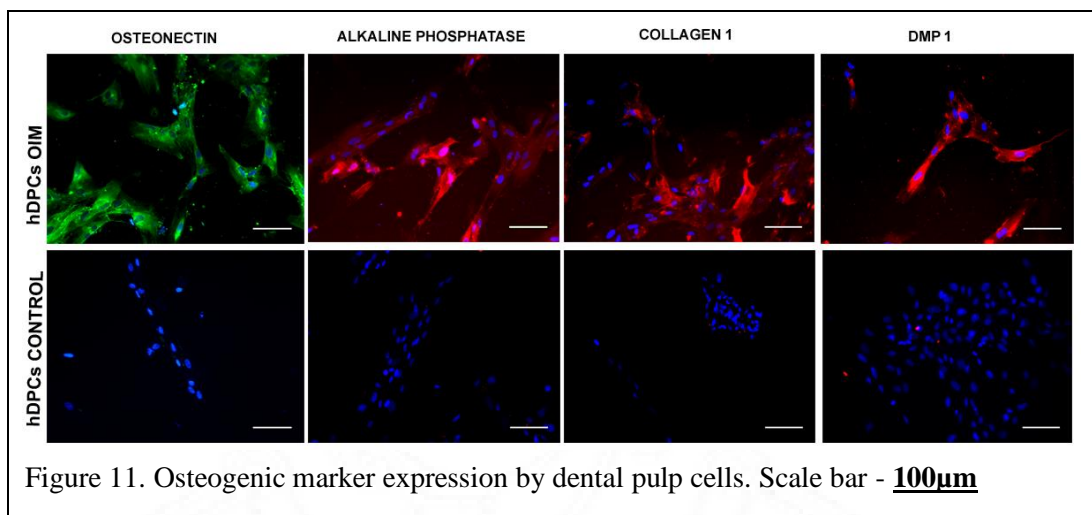 OSTEONECTIN ALKALINE PHOSPHATASE COLLAGEN 1 DMP 1
hDPCs OIM
hDPCs CONTROL
Figure 11. Osteogenic marker expression by dental pulp cells. Scale bar - 100µm